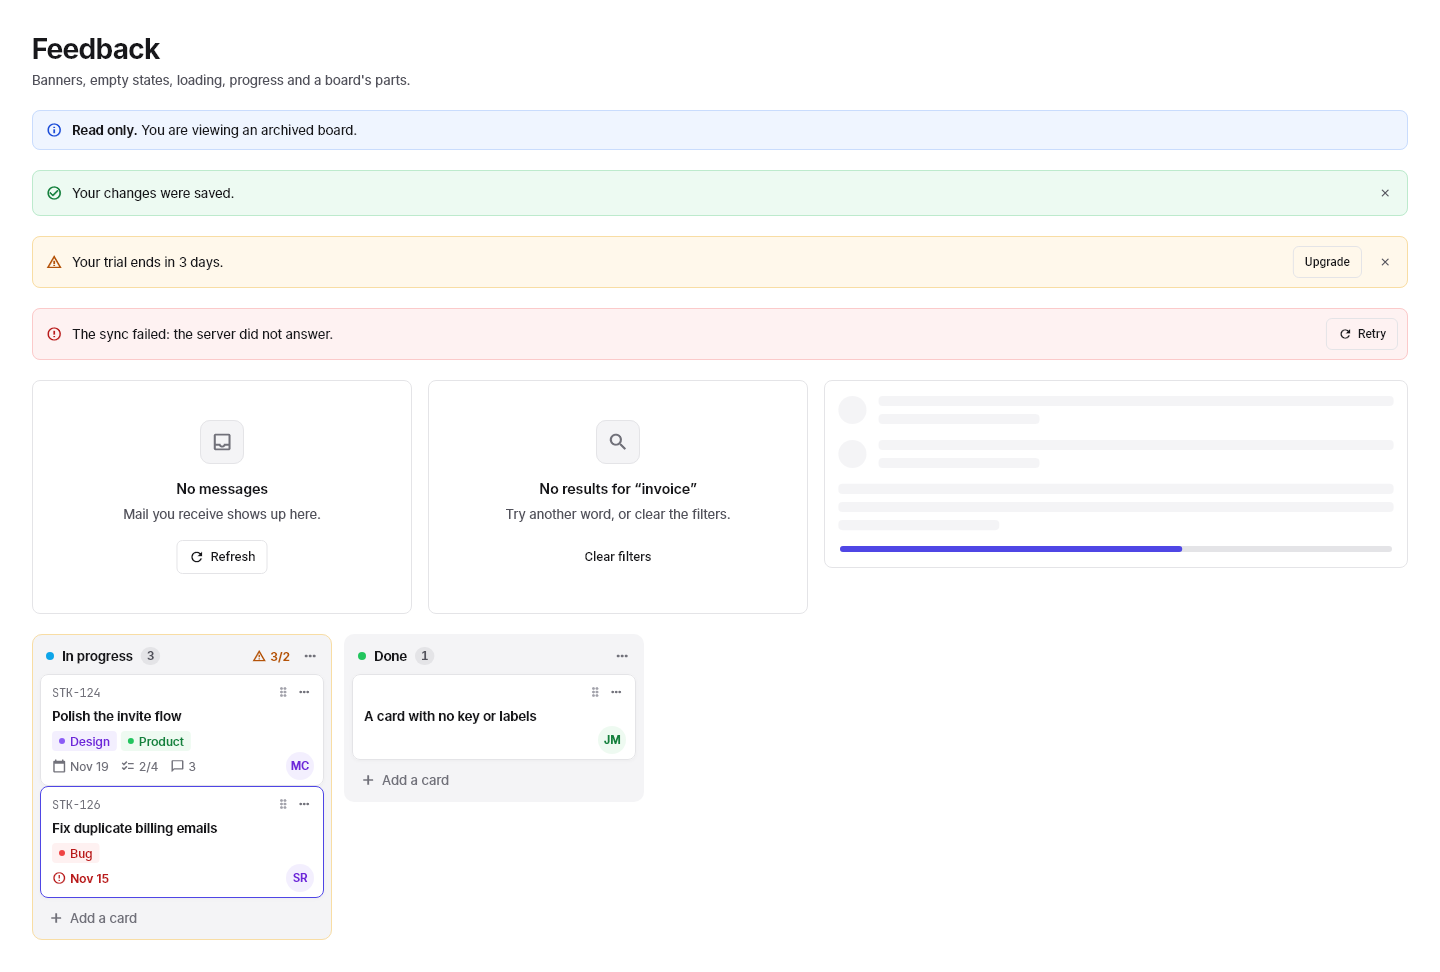 Feedback
Banners, empty states, loading, progress and a board's parts.
Read only. You are viewing an archived board.
Your changes were saved.
Your trial ends in 3 days.
Upgrade
The sync failed: the server did not answer.
Retry
No messages
Mail you receive shows up here.
Refresh
No results for “invoice”
Try another word, or clear the filters.
Clear filters
In progress 3 3/2
STK-124
Polish the invite flow
Design Product
Nov 19 2/4 3 MC
STK-126
Fix duplicate billing emails
Bug
Nov 15 SR
Add a card
Done 1
A card with no key or labels
JM
Add a card